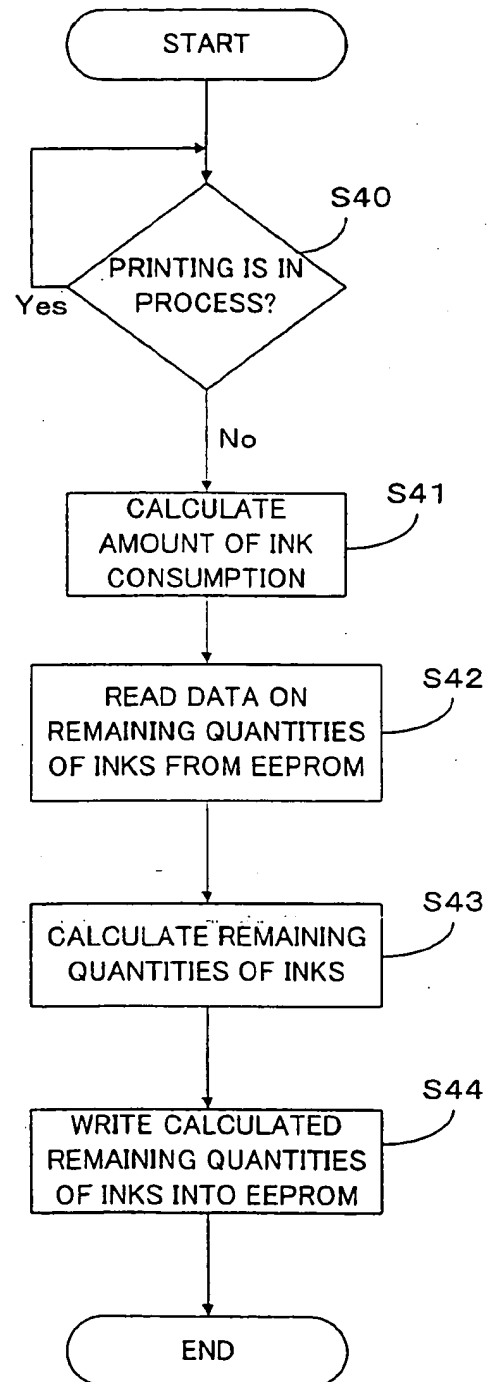 START
S40
PRINTING IS IN
PROCESS?
Yes
No
S41
CALCULATE
AMOUNT OF INK
CONSUMPTION
S42
READ DATA ON
REMAINING QUANTITIES
OF INKS FROM EEPROM
S43
CALCULATE REMAINING
QUANTITIES OF INKS
S44
WRITE CALCULATED
REMAINING QUANTITIES
OF INKS INTO EEPROM
END